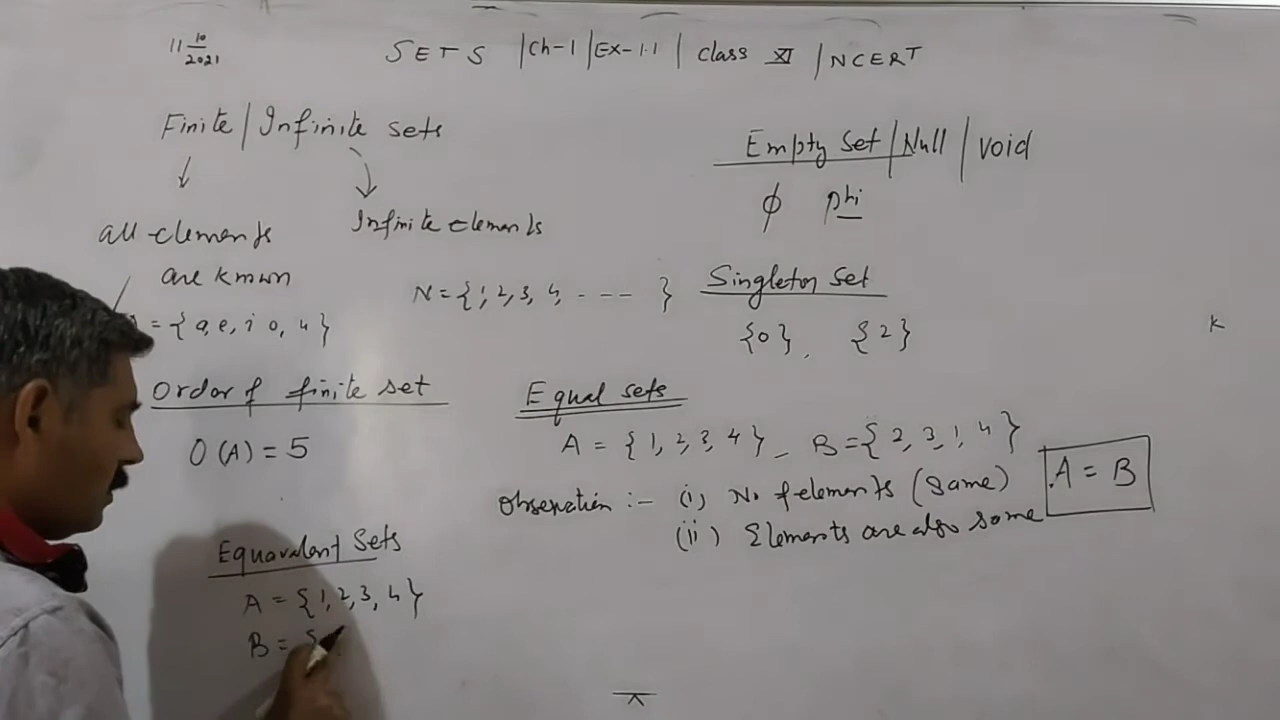 11 10/2021
SETS |Ch-1|Ex-1.1| Class XI |NCERT
Finite/Infinite sets
all elements
are known
= {a, e, i o, u}
Infinite elements
N = {1, 2, 3, 4, - - - - }
Empty Set/Null/Void
ϕ phi
Singleton Set
{0}, {2}
K
Order of finite set
O(A) = 5
Equal sets
A = {1, 2, 3, 4} - B = {2, 3, 1, 4}
Obseration :- (i) No of elements (Same)
(ii) Elements are also same
A = B
Equavalent Sets
A = {1, 2, 3, 4}
B = {